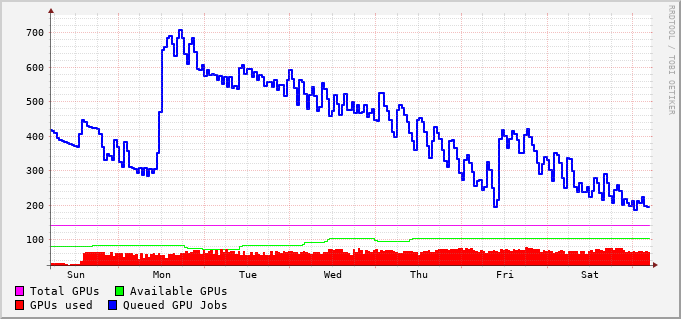 700
600
500
400
300
200
100
Sun Mon Tue Wed Thu Fri Sat
Total GPUs Available GPUs
GPUs used Queued GPU Jobs
RRDTOOL / TOBI OETIKER